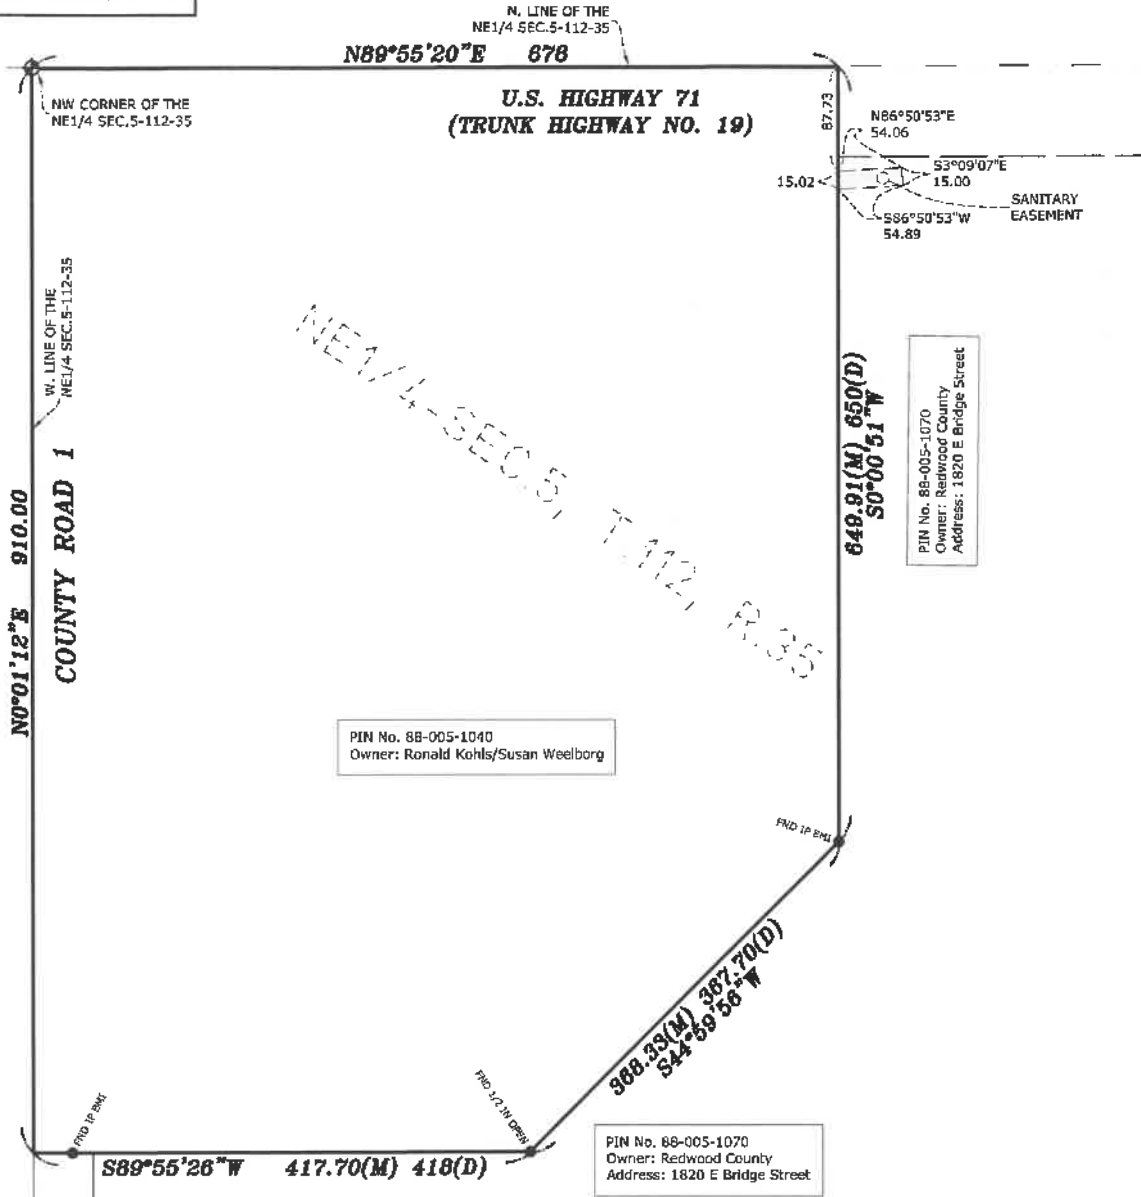 N. LINE OF THE
NE1/4 SEC.5-112-35
N89°55'20"E 676
NW CORNER OF THE
NE1/4 SEC.5-112-35
U.S. HIGHWAY 71
(TRUNK HIGHWAY NO. 19)
87.73
N86°50'53"E
54.06
S3°09'07"E
15.00
15.02
SANITARY
EASEMENT
S86°50'53"W
54.89
W. LINE OF THE
NE1/4 SEC.5-112-35
NE1/4-SEC.5, T.112, R.35
649.91(M) 650(D)
S0°00'51"W
PIN No. 88-005-1070
Owner: Redwood County
Address: 1820 E Bridge Street
N0°01'12"E 910.00
COUNTY ROAD 1
PIN No. 88-005-1040
Owner: Ronald Kohls/Susan Weelborg
FND IP BMI
368.33(M) 367.70(D)
S44°59'56"W
FND IP BMI
FND 1/2 IN OPEN
S89°55'26"W 417.70(M) 418(D)
PIN No. 88-005-1070
Owner: Redwood County
Address: 1820 E Bridge Street